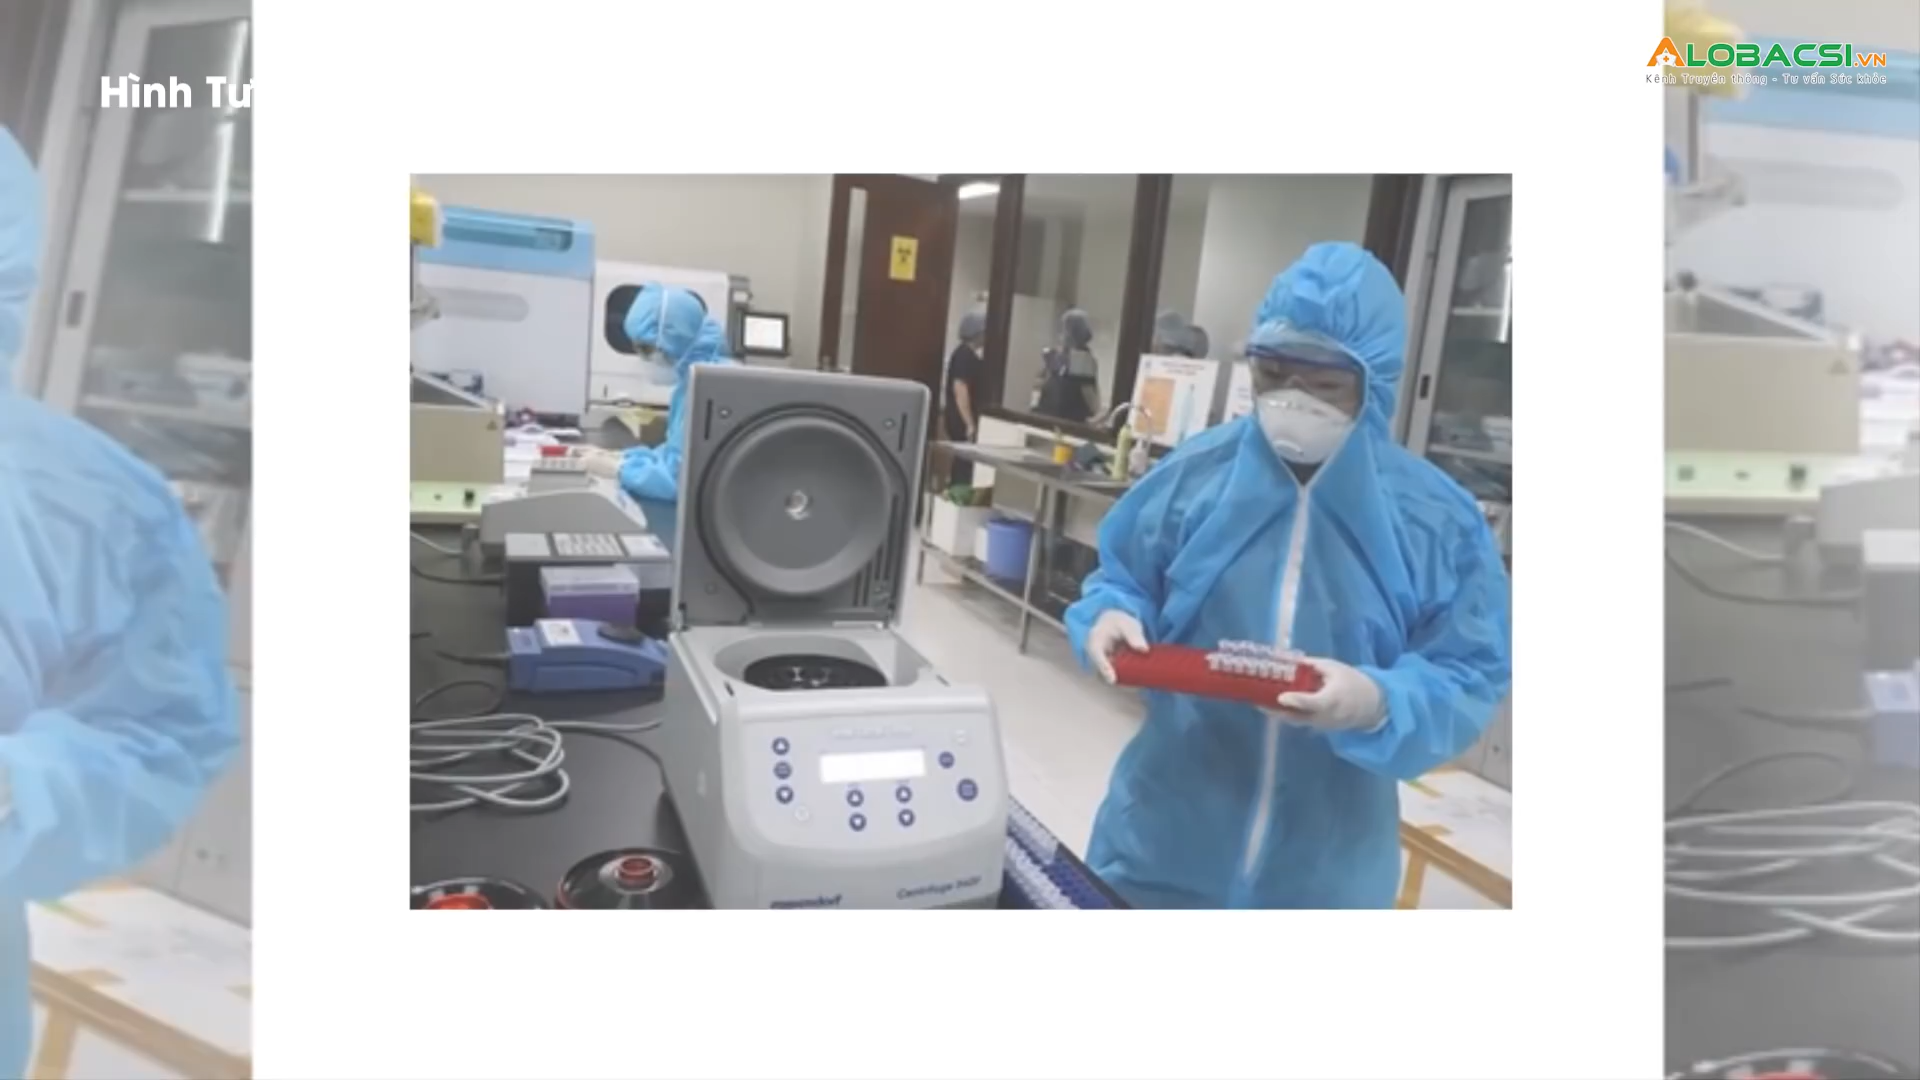 Hình Tư
ALOBACSI.VN
Kênh Truyền thông - Tư vấn Sức khỏe
eppendorf
Centrifuge